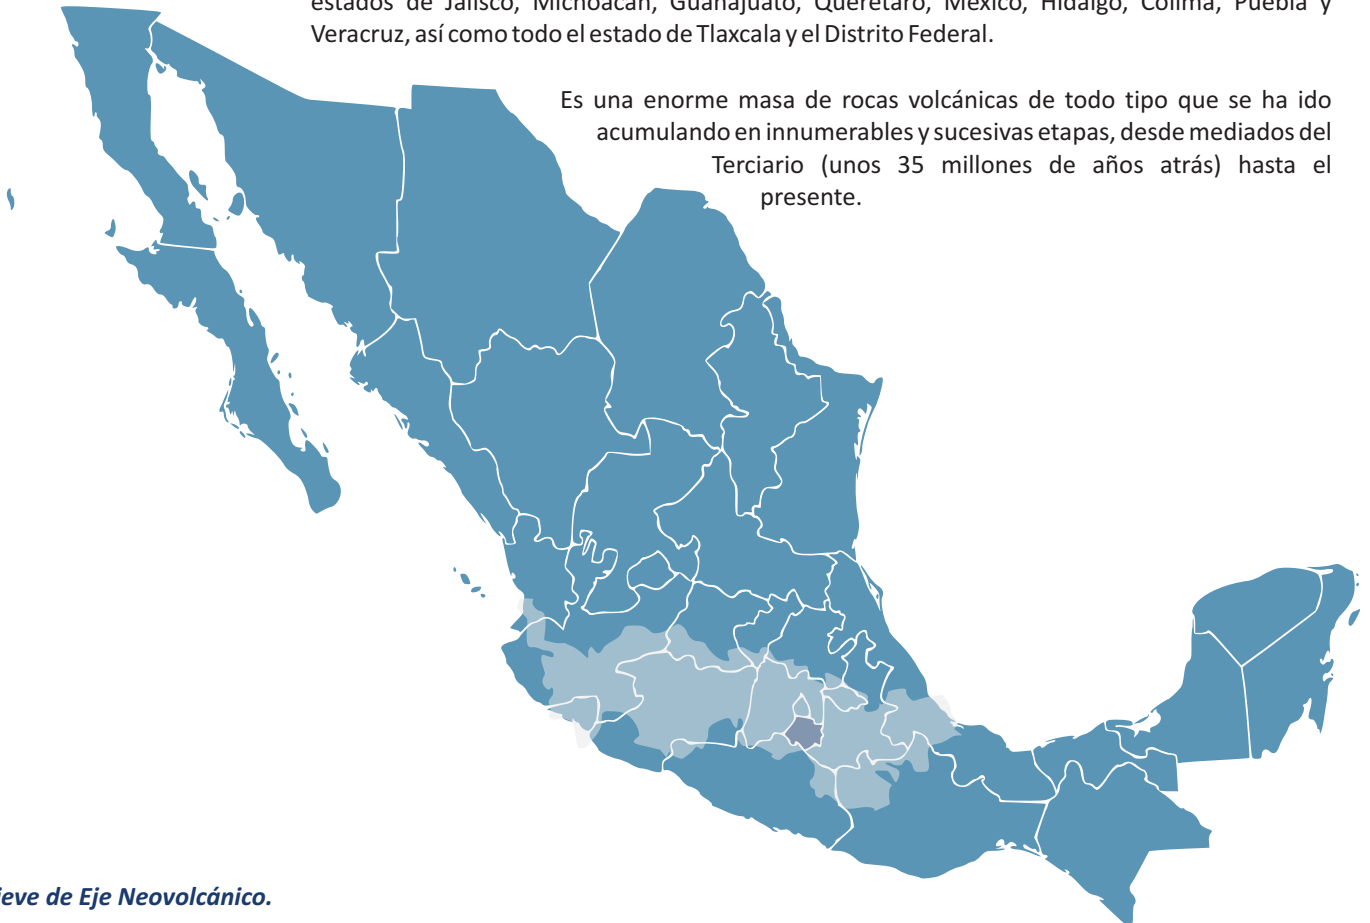 estados de Jalisco, Michoacán, Guanajuato, Querétaro, México, Hidalgo, Colima, Puebla y
Veracruz, así como todo el estado de Tlaxcala y el Distrito Federal.
Es una enorme masa de rocas volcánicas de todo tipo que se ha ido
acumulando en innumerables y sucesivas etapas, desde mediados del
Terciario (unos 35 millones de años atrás) hasta el
presente.
ieve de Eje Neovolcánico.